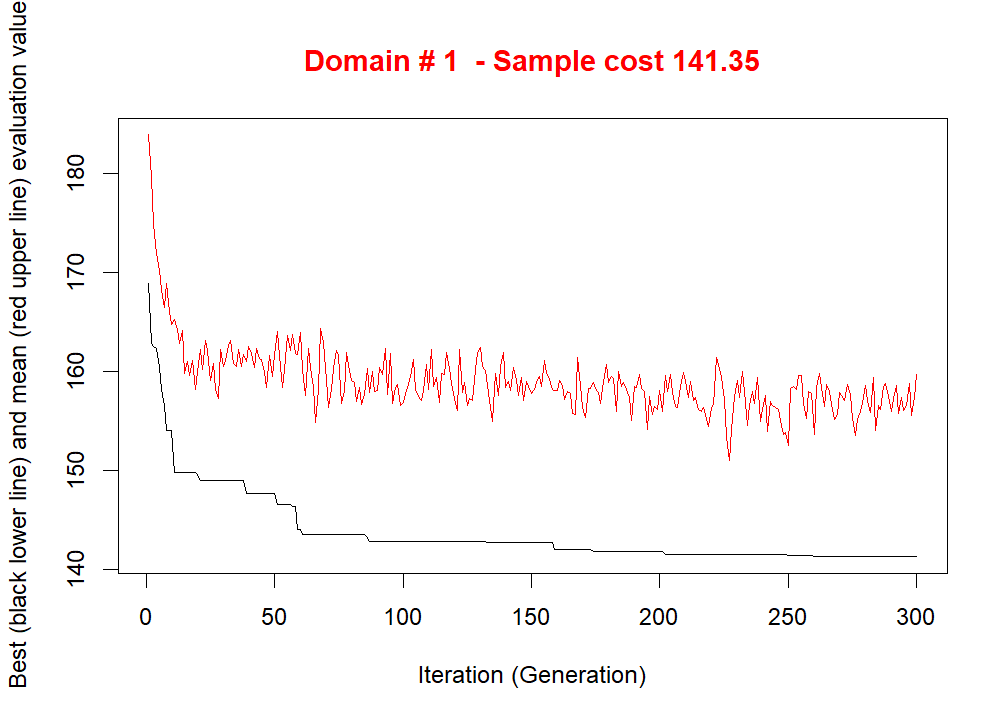 Domain # 1  - Sample cost 141.35
Best (black lower line) and mean (red upper line) evaluation value
180
170
160
150
140
0 50 100 150 200 250 300
Iteration (Generation)